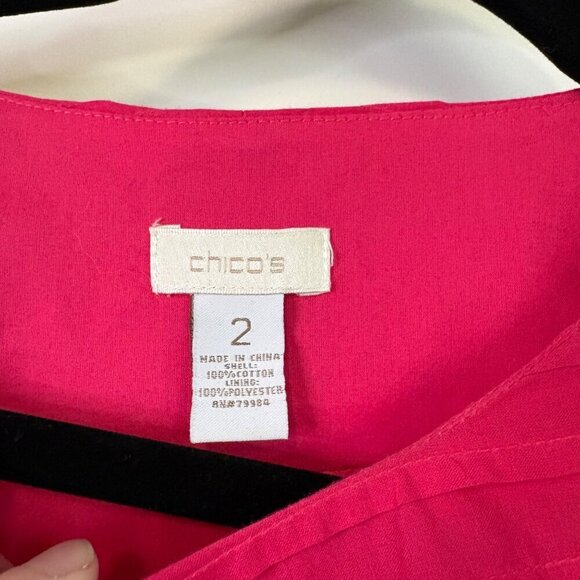 chico's
2
MADE IN CHINA
SHELL:
100%COTTON
LINING:
100%POLYESTER
RN#79984